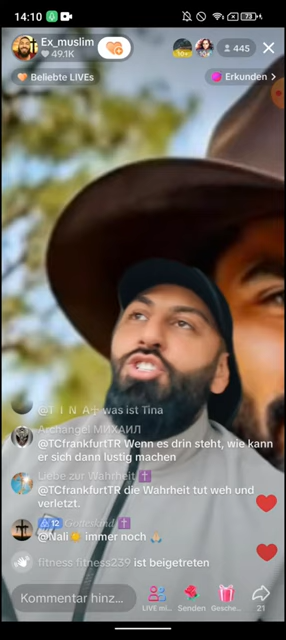 14:10
73
Ex_muslim
49.1K
10+
445
Beliebte LIVEs
Erkunden >
@T I N A was ist Tina
Archangel МИХАИЛ
@TCfrankfurtTR Wenn es drin steht, wie kann
er sich dann lustig machen
Liebe zur Wahrheit ✝️
@TCfrankfurtTR die Wahrheit tut weh und
verletzt.
12 Gotteskind ✝️
@Nali☀️ immer noch 🙏🏼
fitness fitness239 ist beigetreten
Kommentar hinz...
LIVE mi...
Senden
Gesche...
21